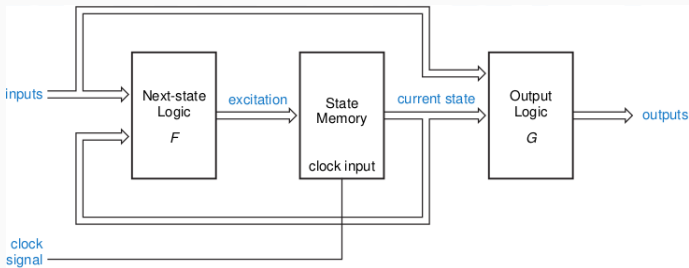 inputs
Next-state
Logic
F
excitation
State
Memory
clock input
current state
Output
Logic
G
outputs
clock
signal